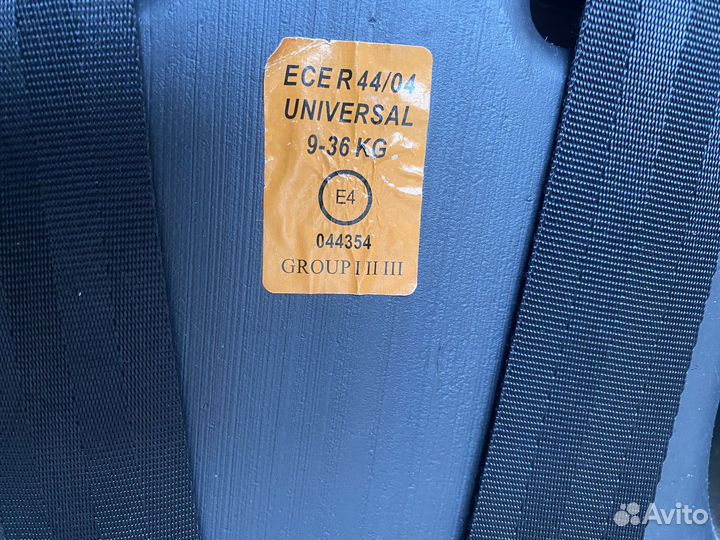 ECE R 44/04
UNIVERSAL
9-36 KG
E4
044354
GROUP I II III
Avito